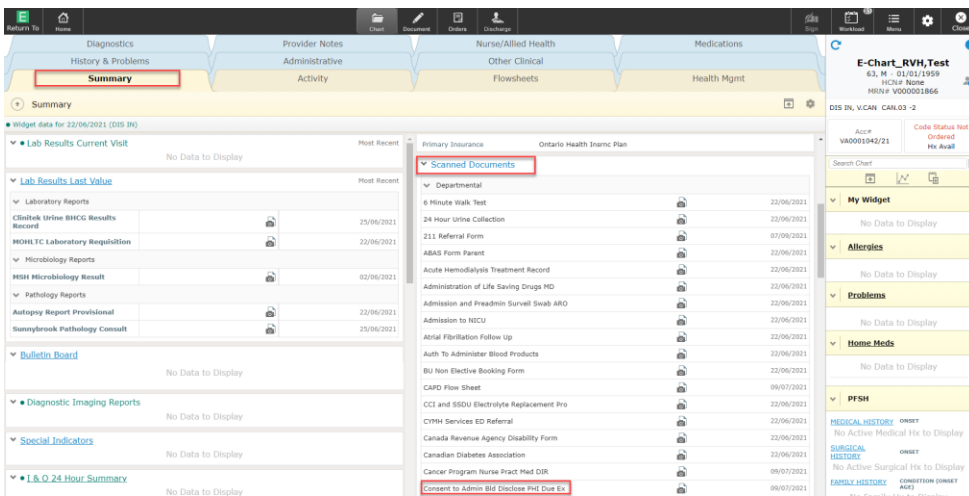 Return To
Home
Chart
Document
Orders
Discharge
Sign
Workload
Menu
Close
Diagnostics
Provider Notes
Nurse/Allied Health
Medications
History & Problems
Administrative
Other Clinical
Summary
Activity
Flowsheets
Health Mgmt
Summary
Widget data for 22/06/2021 (DIS IN)
Lab Results Current Visit Most Recent
No Data to Display
Lab Results Last Value Most Recent
Laboratory Reports
Clinitek Urine BHCG Results Record 25/06/2021
MOHLTC Laboratory Requisition 22/06/2021
Microbiology Reports
MSH Microbiology Result 02/06/2021
Pathology Reports
Autopsy Report Provisional 22/06/2021
Sunnybrook Pathology Consult 25/06/2021
Bulletin Board
No Data to Display
Diagnostic Imaging Reports
No Data to Display
Special Indicators
No Data to Display
I & O 24 Hour Summary
No Data to Display
Primary Insurance Ontario Health Insrnc Plan
Scanned Documents
Departmental
6 Minute Walk Test 22/06/2021
24 Hour Urine Collection 22/06/2021
211 Referral Form 07/09/2021
ABAS Form Parent 22/06/2021
Acute Hemodialysis Treatment Record 22/06/2021
Administration of Life Saving Drugs MD 22/06/2021
Admission and Preadmin Surveil Swab ARO 22/06/2021
Admission to NICU 22/06/2021
Atrial Fibrillation Follow Up 22/06/2021
Auth To Administer Blood Products 22/06/2021
BU Non Elective Booking Form 22/06/2021
CAPD Flow Sheet 09/07/2021
CCI and SSDU Electrolyte Replacement Pro 22/06/2021
CYMH Services ED Referral 22/06/2021
Canada Revenue Agency Disability Form 22/06/2021
Canadian Diabetes Association 22/06/2021
Cancer Program Nurse Pract Med DIR 09/07/2021
Consent to Admin Bld Disclose PHI Due Ex 09/07/2021
E-Chart_RVH,Test
63, M - 01/01/1959
HCN# None
MRN# V000001866
DIS IN, V.CAN CAN.03 -2
Acc#
VA0001042/21
Code Status Not
Ordered
Hx Avail
Search Chart
My Widget
No Data to Display
Allergies
No Data to Display
Problems
No Data to Display
Home Meds
No Data to Display
PFSH
MEDICAL HISTORY ONSET
No Active Medical Hx to Display
SURGICAL HISTORY ONSET
No Active Surgical Hx to Display
FAMILY HISTORY CONDITION (ONSET AGE)